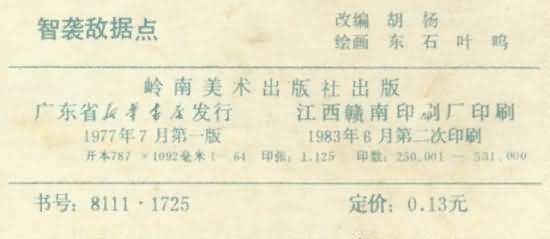 智袭敌据点
改编 胡 杨
绘画 东 石 叶 鸣
岭南美术出版社出版
广东省新华书店发行 江西赣南印刷厂印刷
1977年7月第一版 1983年6月第二次印刷
开本787×1092毫米1—64 印张：1.125 印数：250,001—531,000
书号：8111·1725 定价：0.13元